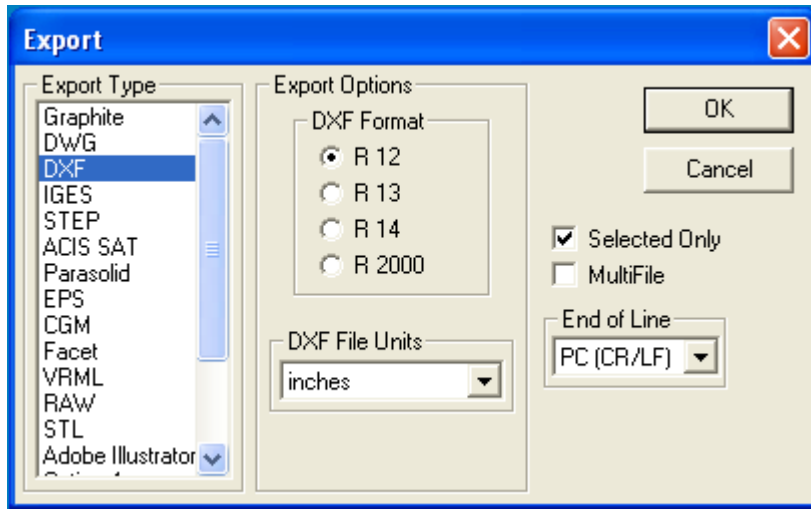 Export
Export Type
Graphite
DWG
DXF
IGES
STEP
ACIS SAT
Parasolid
EPS
CGM
Facet
VRML
RAW
STL
Adobe Illustrator
Export Options
DXF Format
R 12
R 13
R 14
R 2000
DXF File Units
inches
OK
Cancel
Selected Only
MultiFile
End of Line
PC (CR/LF)